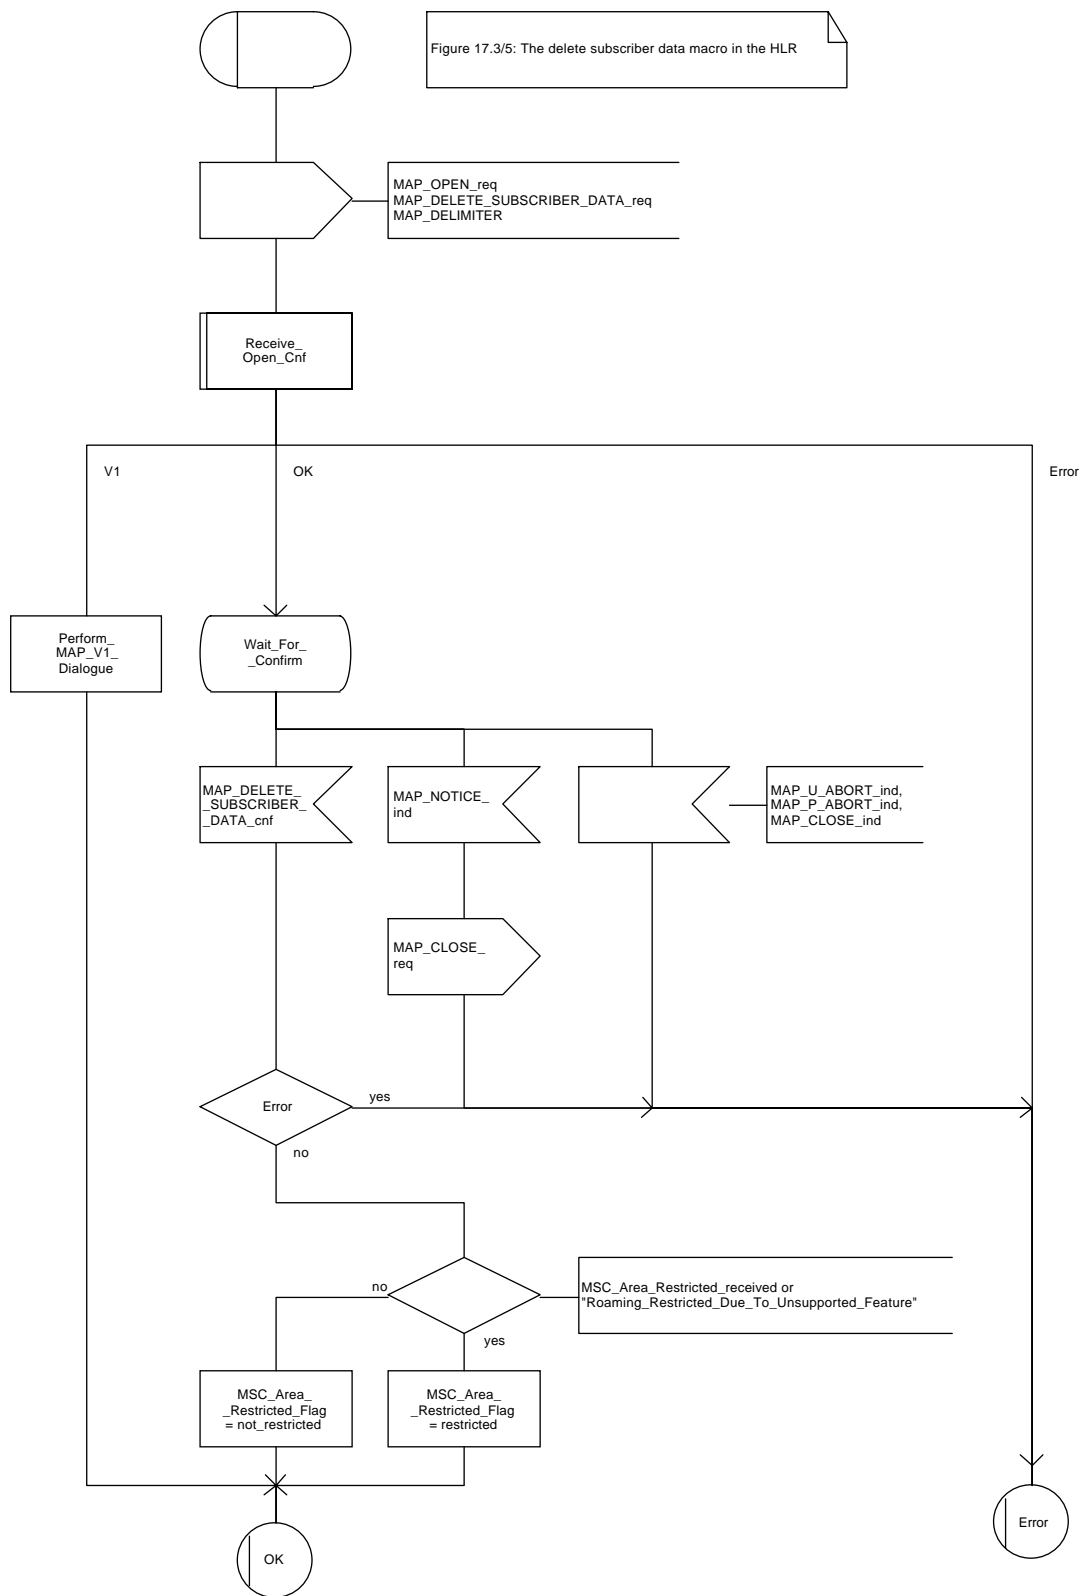 Figure 17.3/5: The delete subscriber data macro in the HLR
MAP_OPEN_req
MAP_DELETE_SUBSCRIBER_DATA_req
MAP_DELIMITER
Receive_
Open_Cnf
V1
OK
Error
Perform_
MAP_V1_
Dialogue
Wait_For_
_Confirm
MAP_DELETE_
_SUBSCRIBER_
_DATA_cnf
MAP_NOTICE_
ind
MAP_U_ABORT_ind,
MAP_P_ABORT_ind,
MAP_CLOSE_ind
MAP_CLOSE_
req
Error
yes
no
no
yes
MSC_Area_Restricted_received or
"Roaming_Restricted_Due_To_Unsupported_Feature"
MSC_Area_
_Restricted_Flag
= not_restricted
MSC_Area_
_Restricted_Flag
= restricted
Error
OK